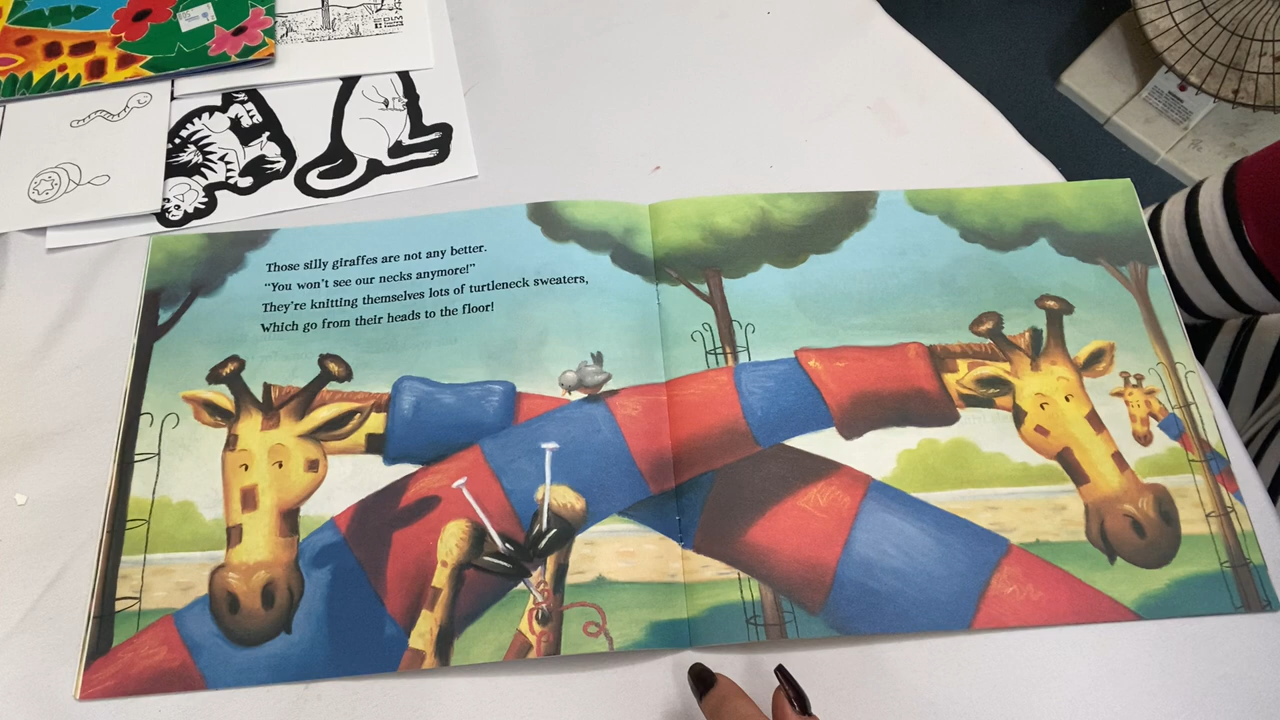 Those silly giraffes are not any better.
"You won't see our necks anymore!"
They're knitting themselves lots of turtleneck sweaters,
Which go from their heads to the floor!